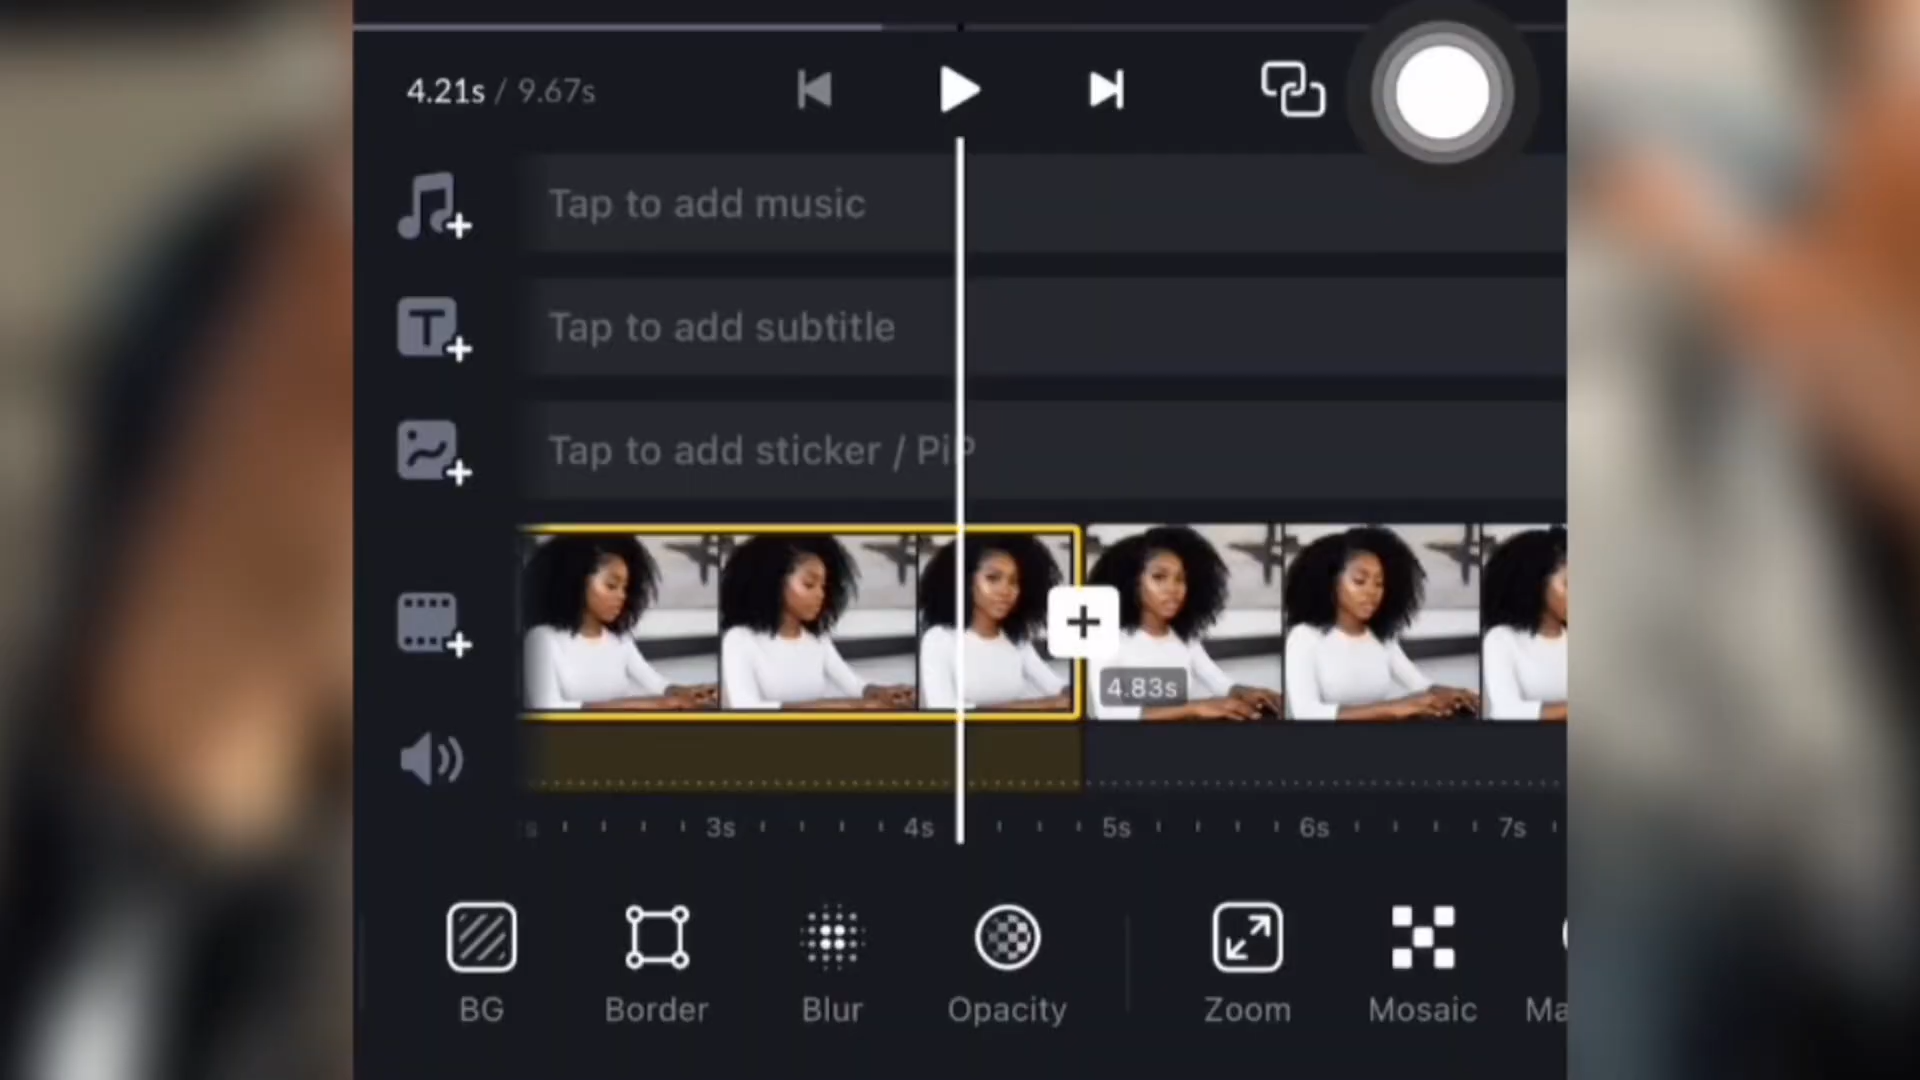 4.21s / 9.67s
Tap to add music
T
Tap to add subtitle
Tap to add sticker / PiP
4.83s
3s 4s 5s 6s 7s
BG Border Blur Opacity Zoom Mosaic